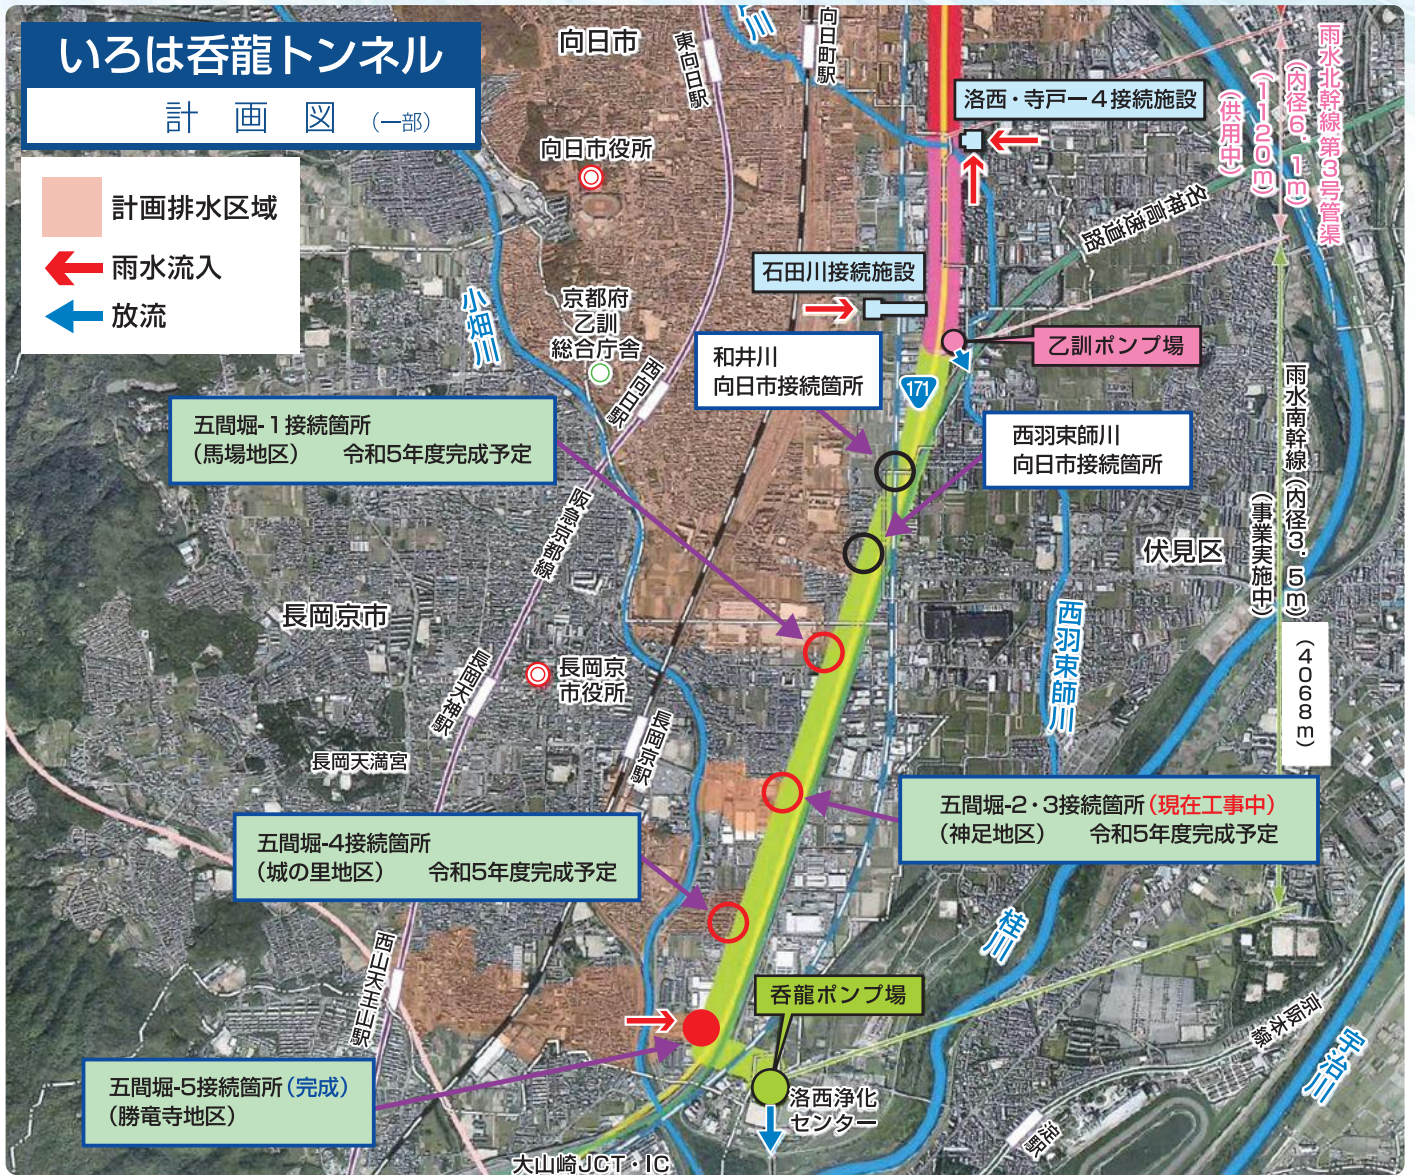 いろは呑龍トンネル
計画図（一部）
計画排水区域
雨水流入
放流
向日市
東向日駅
川
向日町駅
洛西・寺戸ー4接続施設
雨水北幹線 第3号管渠
（内径6．1m）
（1120m）
（供用中）
向日市役所
名神高速道路
小畑川
京都府
乙訓
総合庁舎
石田川接続施設
乙訓ポンプ場
西向日駅
和井川
向日市接続箇所
171
西羽束師川
向日市接続箇所
雨水南幹線（内径3．5m）
（事業実施中）
（4068m）
五間堀-1接続箇所
（馬場地区）　令和5年度完成予定
阪急京都線
伏見区
長岡京市
西羽束師川
長岡天神駅
長岡京
市役所
長岡京駅
長岡天満宮
五間堀-2・3接続箇所（現在工事中）
（神足地区）　令和5年度完成予定
五間堀-4接続箇所
（城の里地区）　令和5年度完成予定
桂川
西山天王山駅
呑龍ポンプ場
京阪本線
宇治川
五間堀-5接続箇所（完成）
（勝竜寺地区）
洛西浄化
センター
淀駅
大山崎JCT・IC